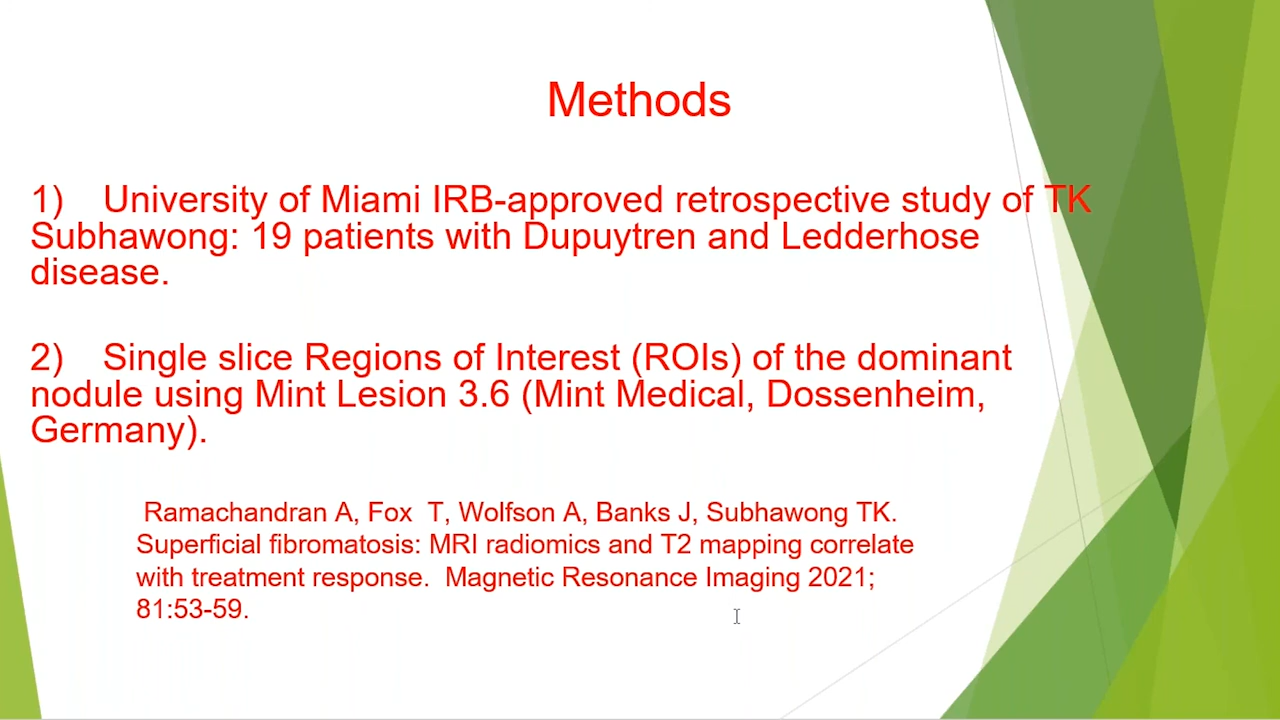 Methods
1) University of Miami IRB-approved retrospective study of TK
Subhawong: 19 patients with Dupuytren and Ledderhose
disease.
2) Single slice Regions of Interest (ROIs) of the dominant
nodule using Mint Lesion 3.6 (Mint Medical, Dossenheim,
Germany).
Ramachandran A, Fox T, Wolfson A, Banks J, Subhawong TK.
Superficial fibromatosis: MRI radiomics and T2 mapping correlate
with treatment response. Magnetic Resonance Imaging 2021;
81:53-59.